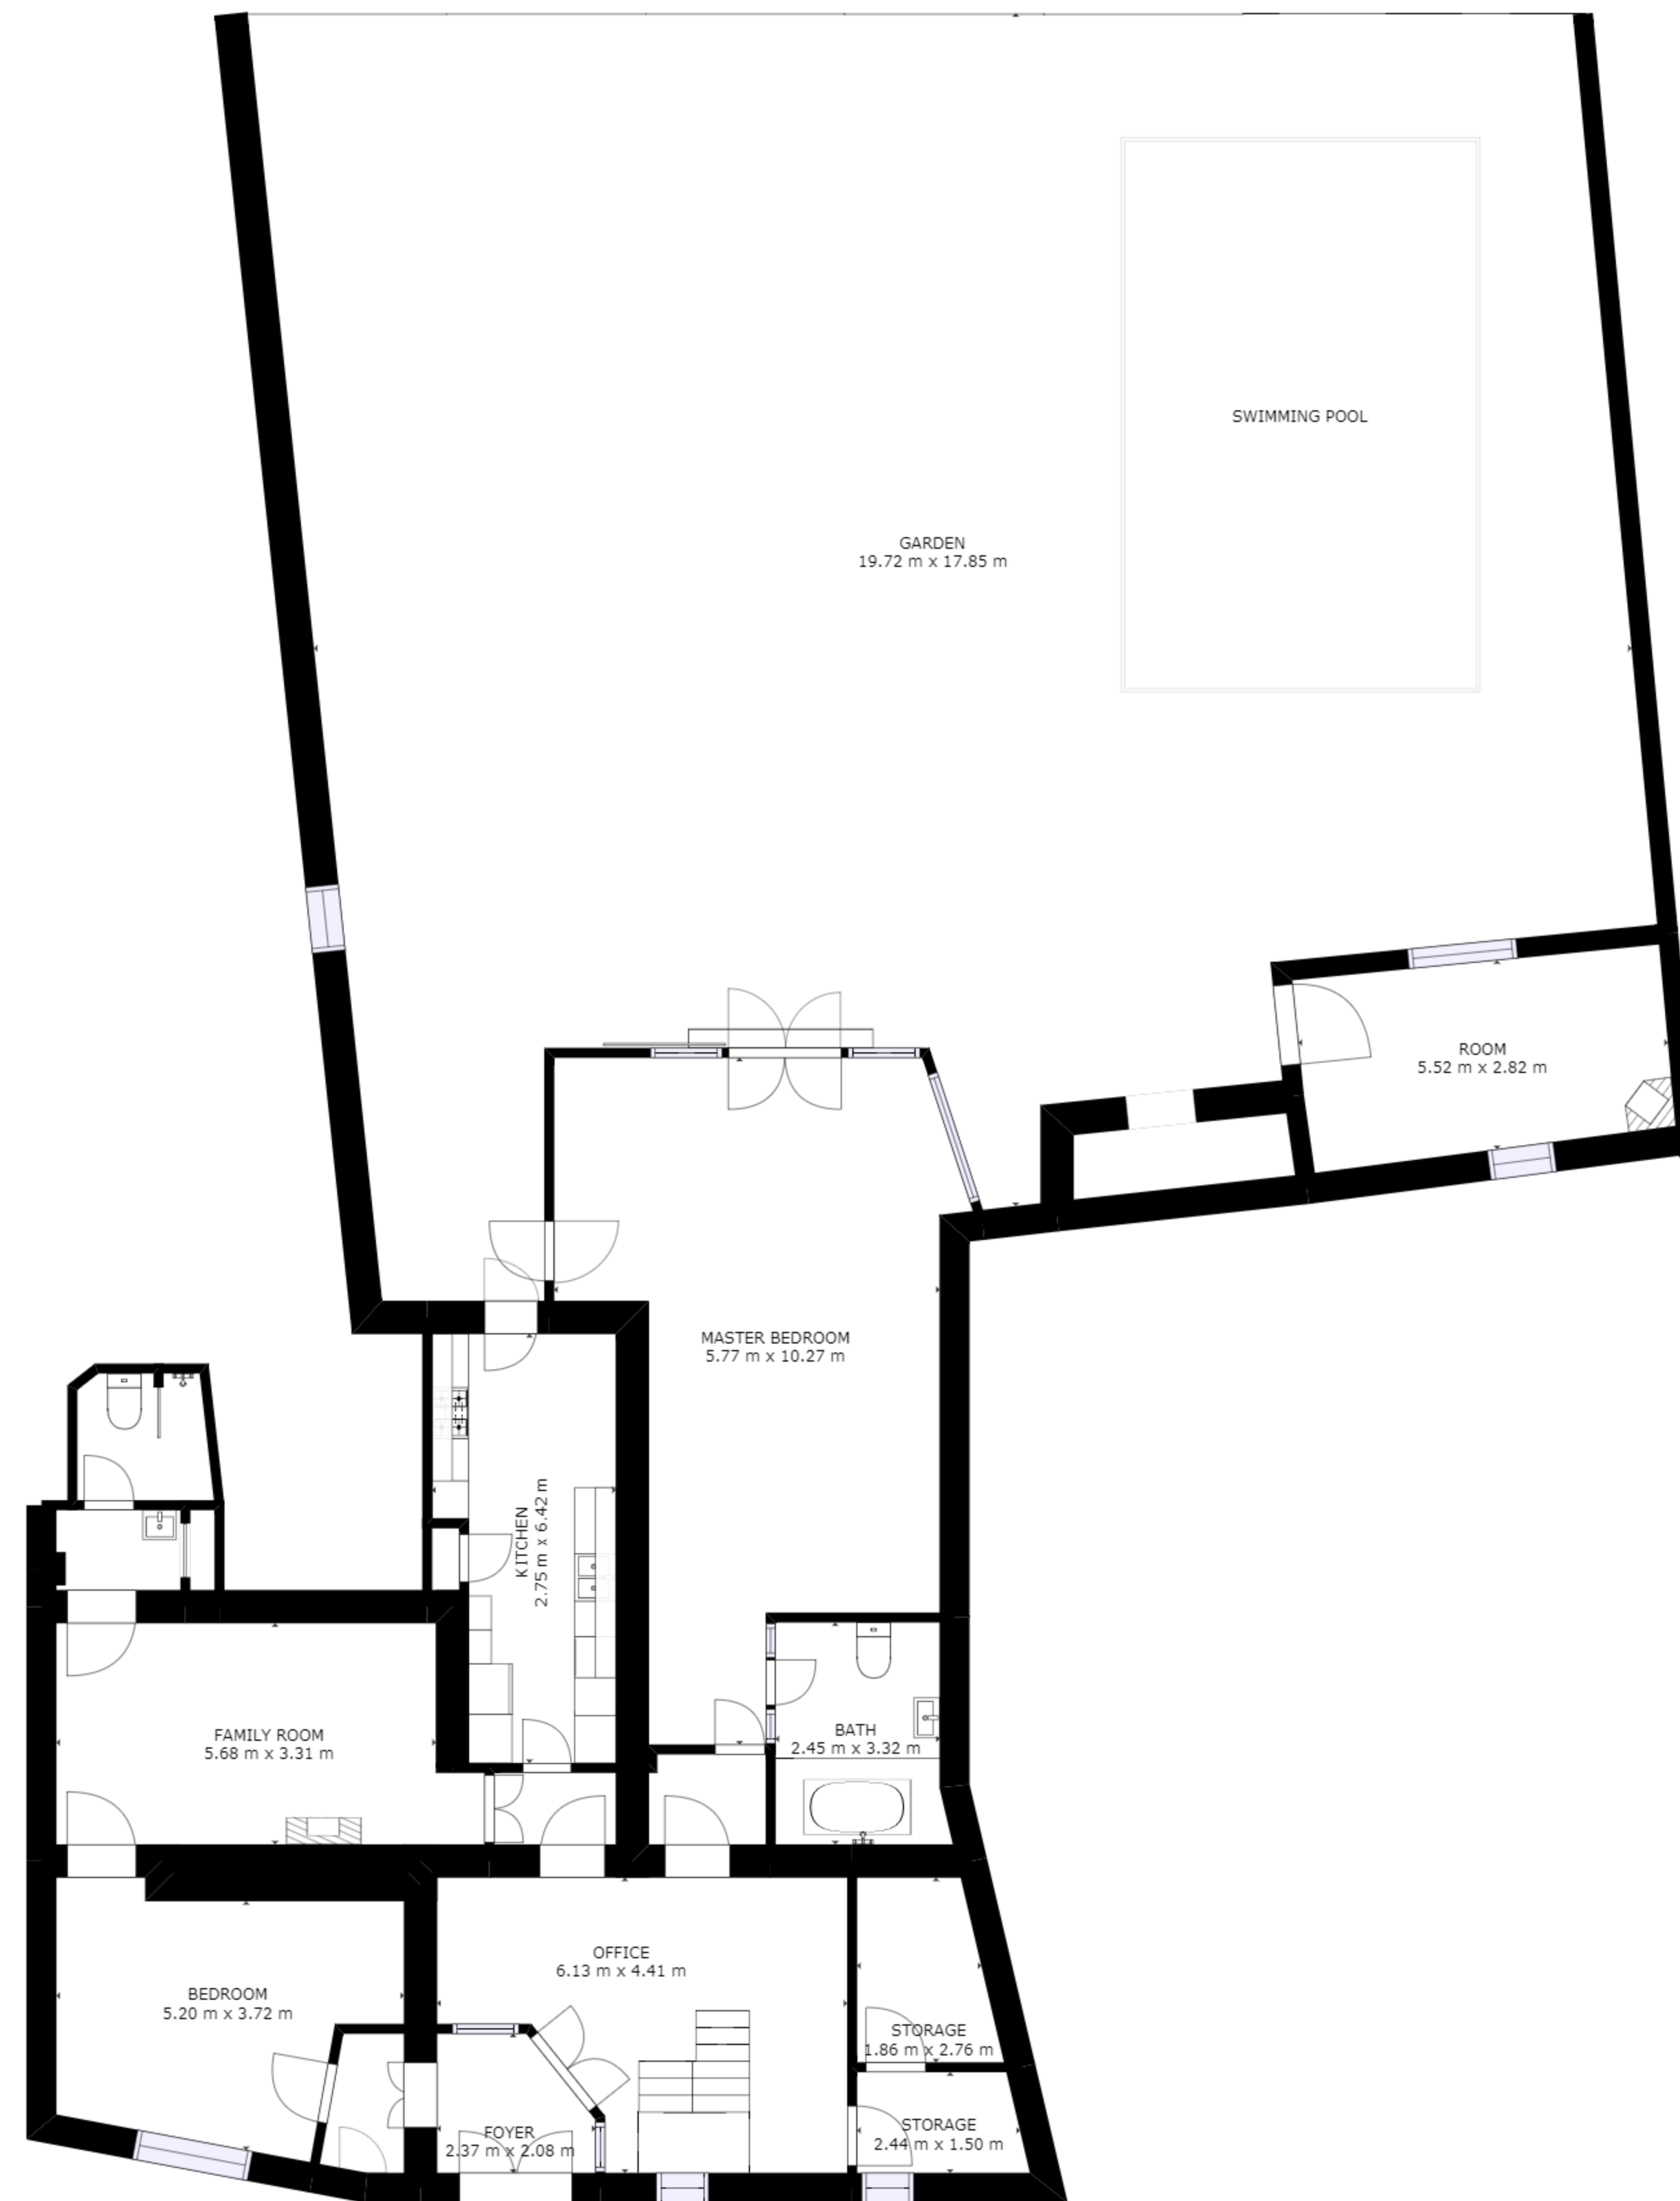 SWIMMING POOL
GARDEN
19.72 m x 17.85 m
ROOM
5.52 m x 2.82 m
MASTER BEDROOM
5.77 m x 10.27 m
KITCHEN
2.75 m x 6.42 m
FAMILY ROOM
5.68 m x 3.31 m
BATH
2.45 m x 3.32 m
OFFICE
6.13 m x 4.41 m
BEDROOM
5.20 m x 3.72 m
STORAGE
1.86 m x 2.76 m
STORAGE
2.44 m x 1.50 m
FOYER
2.37 m x 2.08 m